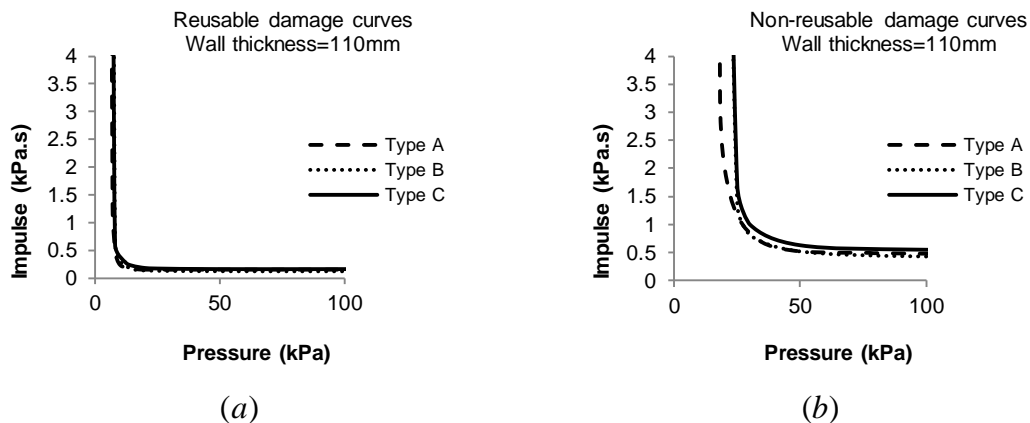 Reusable damage curves
Wall thickness=110mm
4
3.5
3
2.5
2
1.5
1
0.5
0
Impulse (kPa.s)
Type A
Type B
Type C
0 50 100
Pressure (kPa)
(a)
Non-reusable damage curves
Wall thickness=110mm
4
3.5
3
2.5
2
1.5
1
0.5
0
Impulse (kPa.s)
Type A
Type B
Type C
0 50 100
Pressure (kPa)
(b)